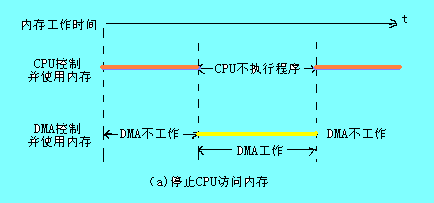 内存工作时间
t
CPU控制
并使用内存
CPU不执行程序
DMA控制
并使用内存
DMA不工作
DMA不工作
DMA工作
(a)停止CPU访问内存